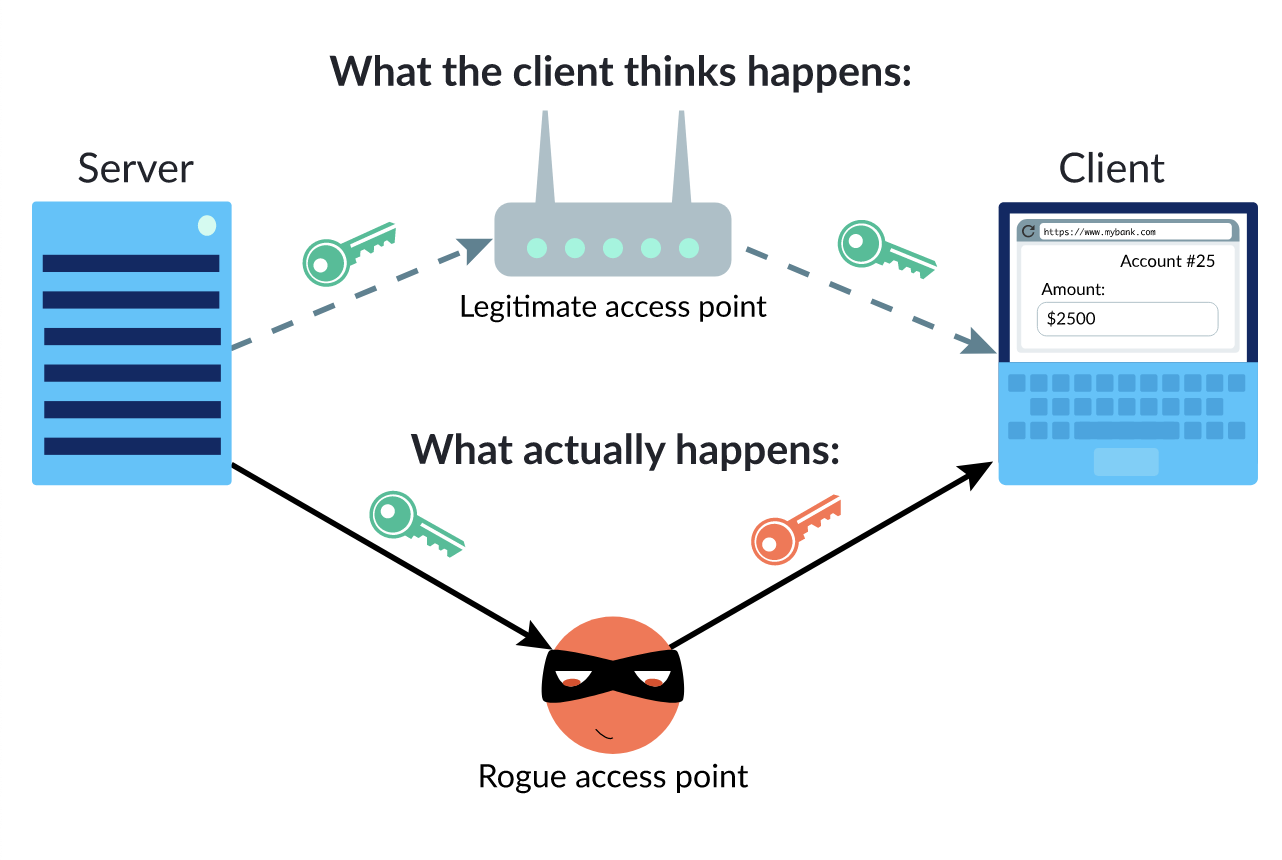 What the client thinks happens:
Server
Client
https://www.mybank.com
Account #25
Amount:
$2500
Legitimate access point
What actually happens:
Rogue access point